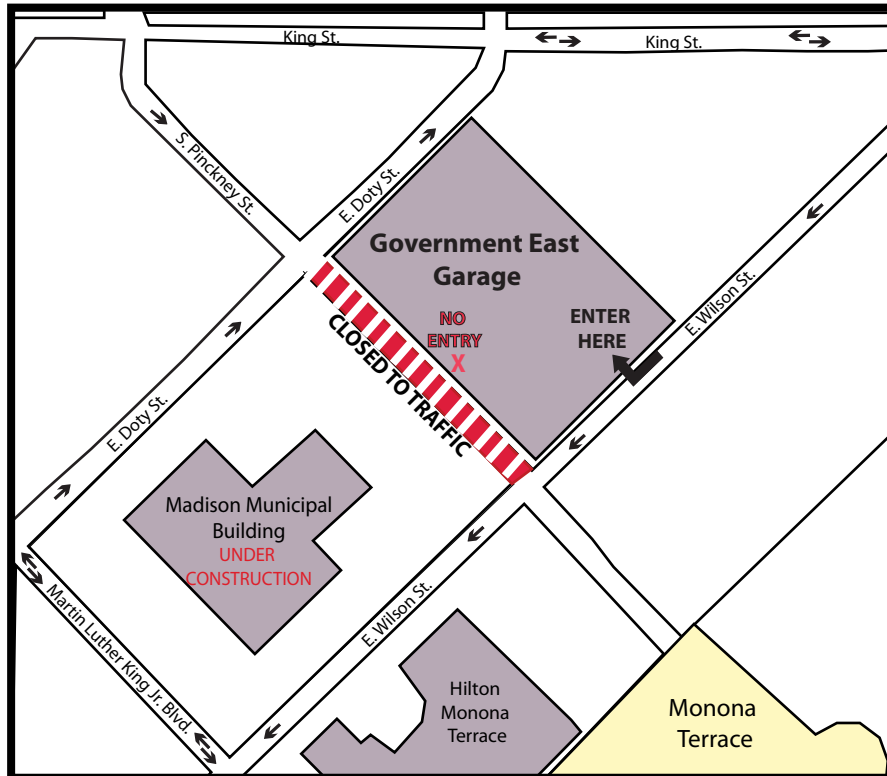 King St.
King St.
S. Pinckney St.
E. Doty St.
Government East
Garage
NO
ENTRY
X
ENTER
HERE
E. Wilson St.
CLOSED TO TRAFFIC
E. Doty St.
Madison Municipal
Building
UNDER
CONSTRUCTION
E. Wilson St.
Martin Luther King Jr. Blvd.
Hilton
Monona
Terrace
Monona
Terrace